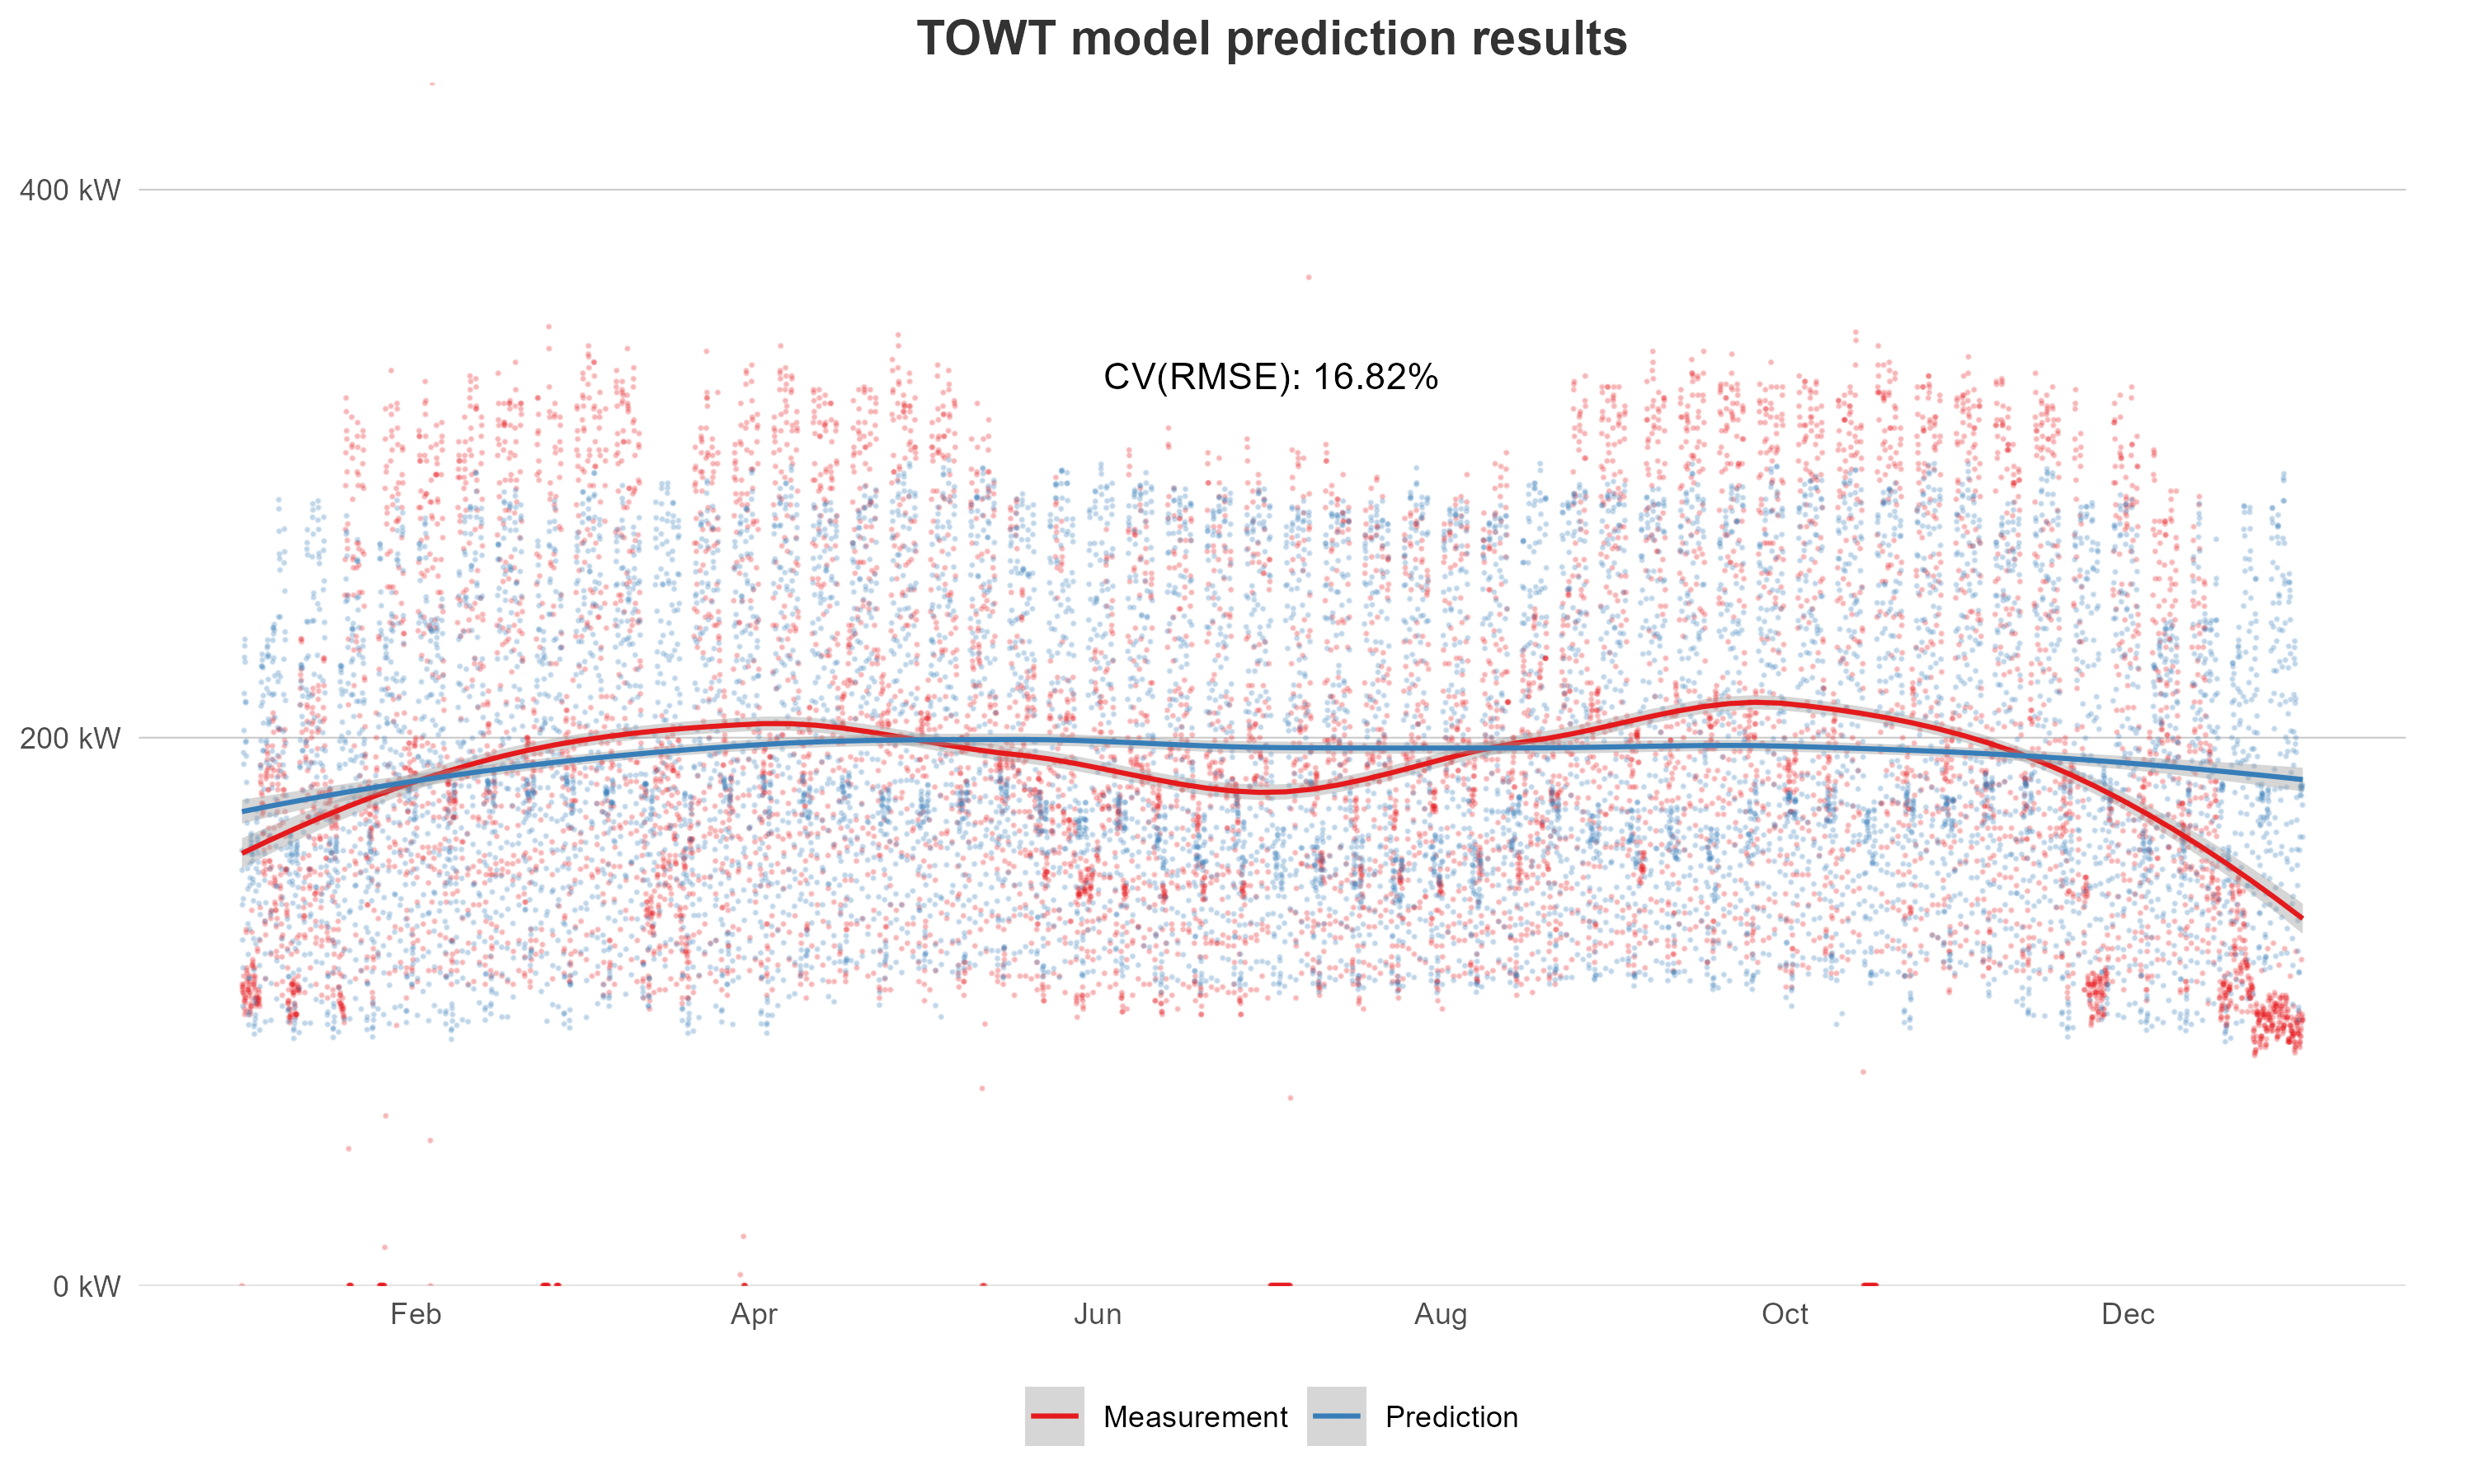 TOWT model prediction results
400 kW
CV(RMSE): 16.82%
200 kW
0 kW
Feb Apr Jun Aug Oct Dec
Measurement Prediction